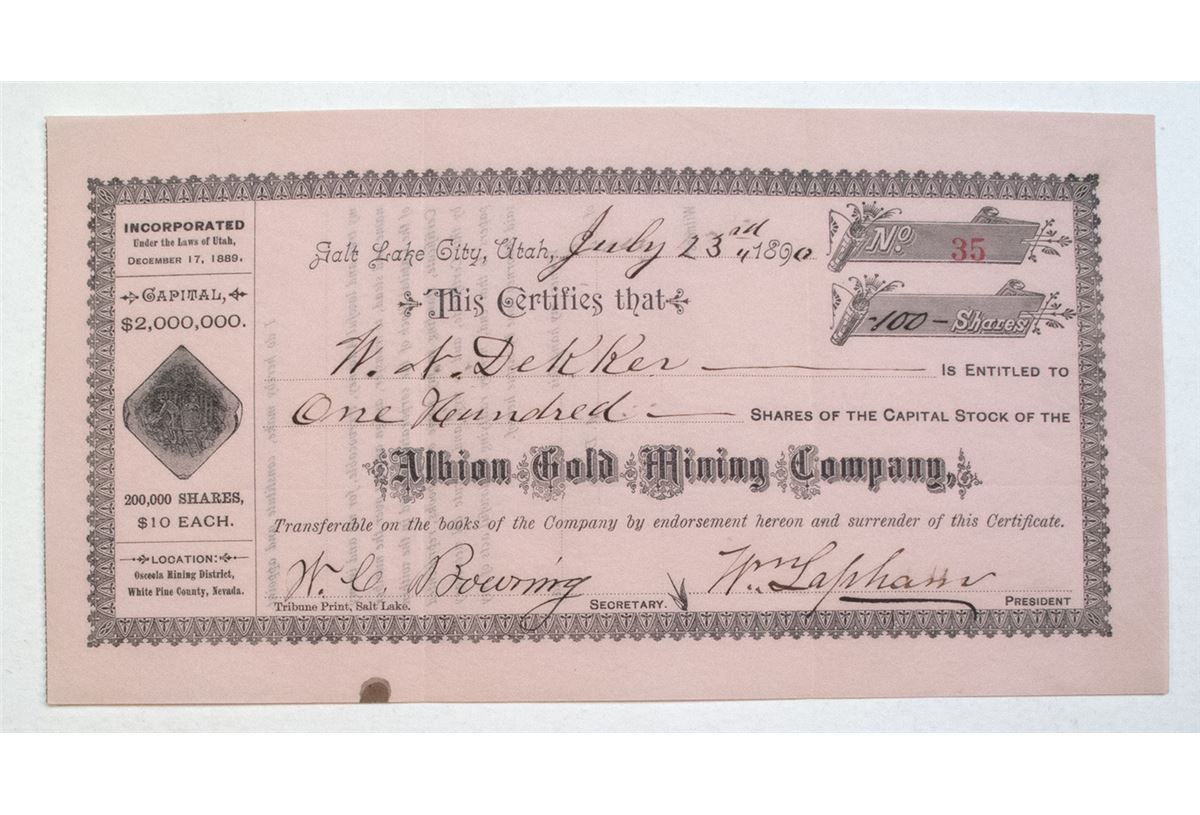 INCORPORATED
Under the Laws of Utah,
DECEMBER 17, 1889.
CAPITAL,
$2,000,000.
200,000 SHARES,
$10 EACH.
LOCATION:
Osceola Mining District,
White Pine County, Nevada.
Salt Lake City, Utah, July 23rd 1890
No. 35
100 Shares
This Certifies that
W. N. Dekker IS ENTITLED TO
One Hundred SHARES OF THE CAPITAL STOCK OF THE
Albion Gold Mining Company,
Transferable on the books of the Company by endorsement hereon and surrender of this Certificate.
W. C. Bowring SECRETARY. Wm Lapham PRESIDENT
Tribune Print, Salt Lake.